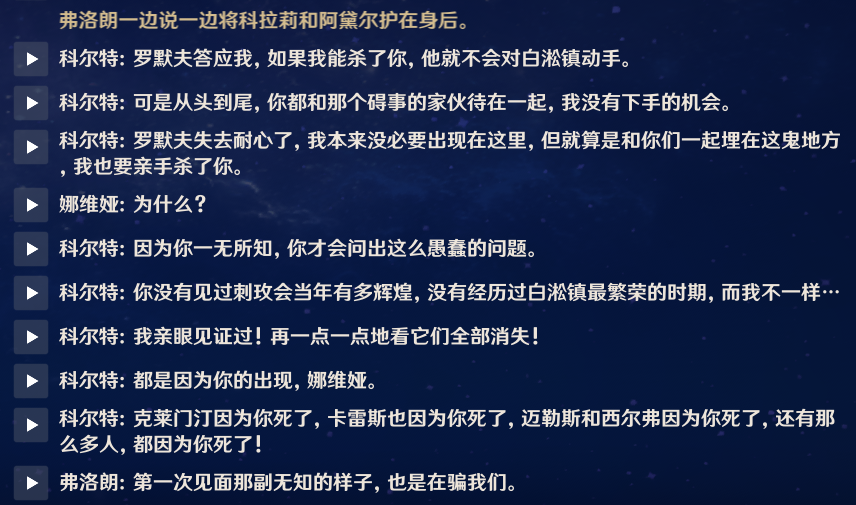 弗洛朗一边说一边将科拉莉和阿黛尔护在身后。
科尔特: 罗默夫答应我, 如果我能杀了你, 他就不会对白淞镇动手。
科尔特: 可是从头到尾, 你都和那个碍事的家伙待在一起, 我没有下手的机会。
科尔特: 罗默夫失去耐心了, 我本来没必要出现在这里, 但就算是和你们一起埋在这鬼地方
, 我也要亲手杀了你。
娜维娅: 为什么?
科尔特: 因为你一无所知, 你才会问出这么愚蠢的问题。
科尔特: 你没有见过刺玫会当年有多辉煌, 没有经历过白淞镇最繁荣的时期, 而我不一样…
科尔特: 我亲眼见证过! 再一点一点地看它们全部消失!
科尔特: 都是因为你的出现, 娜维娅。
科尔特: 克莱门汀因为你死了, 卡雷斯也因为你死了, 迈勒斯和西尔弗因为你死了, 还有那
么多人, 都因为你死了!
弗洛朗: 第一次见面那副无知的样子, 也是在骗我们。